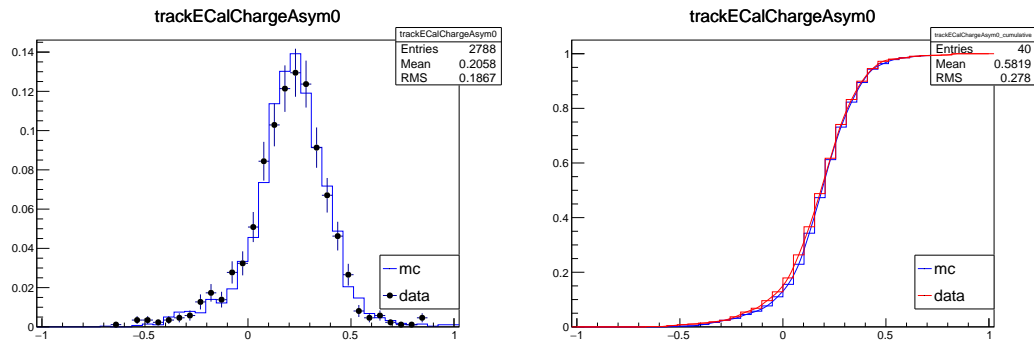 trackECalChargeAsym0
trackECalChargeAsym0
Entries 2788
Mean 0.2058
RMS 0.1867
0.14
0.12
0.1
0.08
0.06
0.04
0.02
0
−1
−0.5
0
0.5
1
mc
data
trackECalChargeAsym0
trackECalChargeAsym0_cumulative
Entries 40
Mean 0.5819
RMS 0.278
1
0.8
0.6
0.4
0.2
0
−1
−0.5
0
0.5
1
mc
data